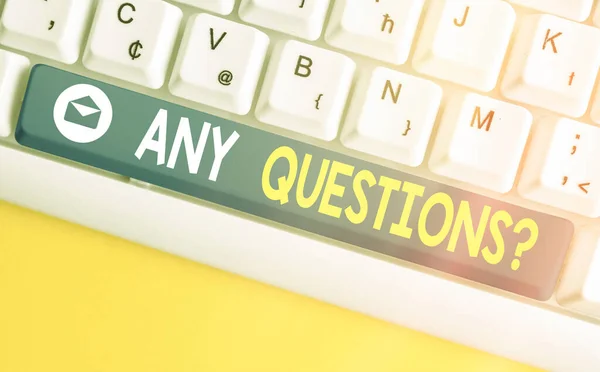 C V B N M J K
¢ @ { } ħ ł
, ; , <
ANY QUESTIONS?